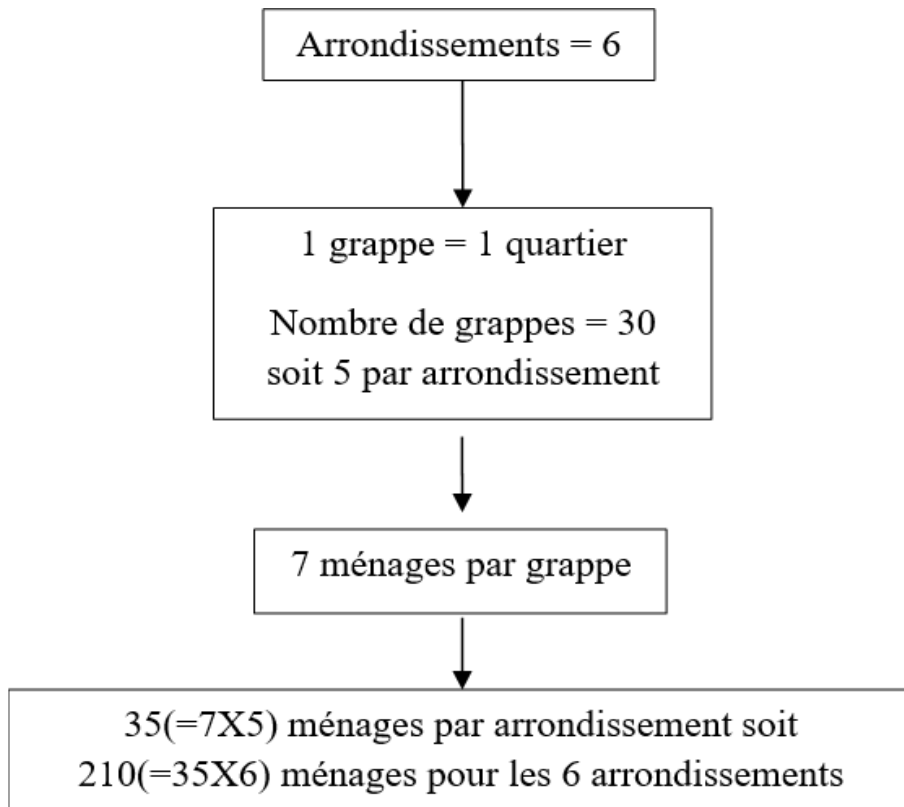 Arrondissements = 6
1 grappe = 1 quartier
Nombre de grappes = 30
soit 5 par arrondissement
7 ménages par grappe
35(=7X5) ménages par arrondissement soit
210(=35X6) ménages pour les 6 arrondissements